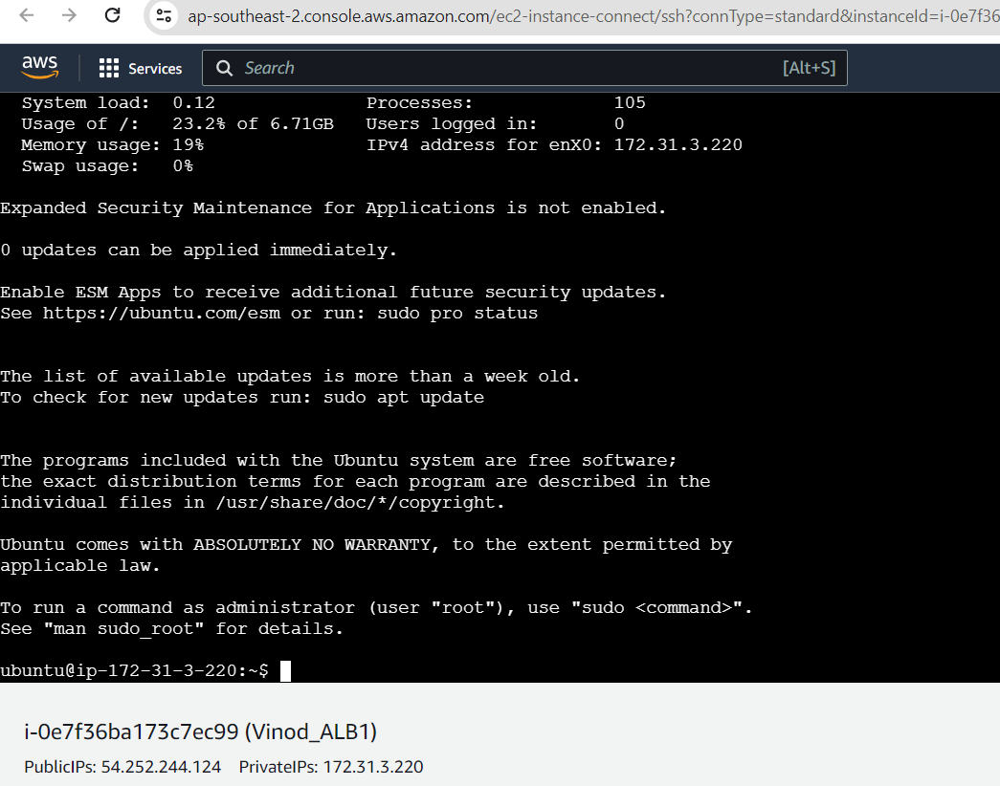 ap-southeast-2.console.aws.amazon.com/ec2-instance-connect/ssh?connType=standard&instanceId=i-0e7f36
aws Services Search [Alt+S]
System load: 0.12 Processes: 105
Usage of /: 23.2% of 6.71GB Users logged in: 0
Memory usage: 19% IPv4 address for enX0: 172.31.3.220
Swap usage: 0%
Expanded Security Maintenance for Applications is not enabled.
0 updates can be applied immediately.
Enable ESM Apps to receive additional future security updates.
See https://ubuntu.com/esm or run: sudo pro status
The list of available updates is more than a week old.
To check for new updates run: sudo apt update
The programs included with the Ubuntu system are free software;
the exact distribution terms for each program are described in the
individual files in /usr/share/doc/*/copyright.
Ubuntu comes with ABSOLUTELY NO WARRANTY, to the extent permitted by
applicable law.
To run a command as administrator (user "root"), use "sudo <command>".
See "man sudo_root" for details.
ubuntu@ip-172-31-3-220:~$
i-0e7f36ba173c7ec99 (Vinod_ALB1)
PublicIPs: 54.252.244.124 PrivateIPs: 172.31.3.220